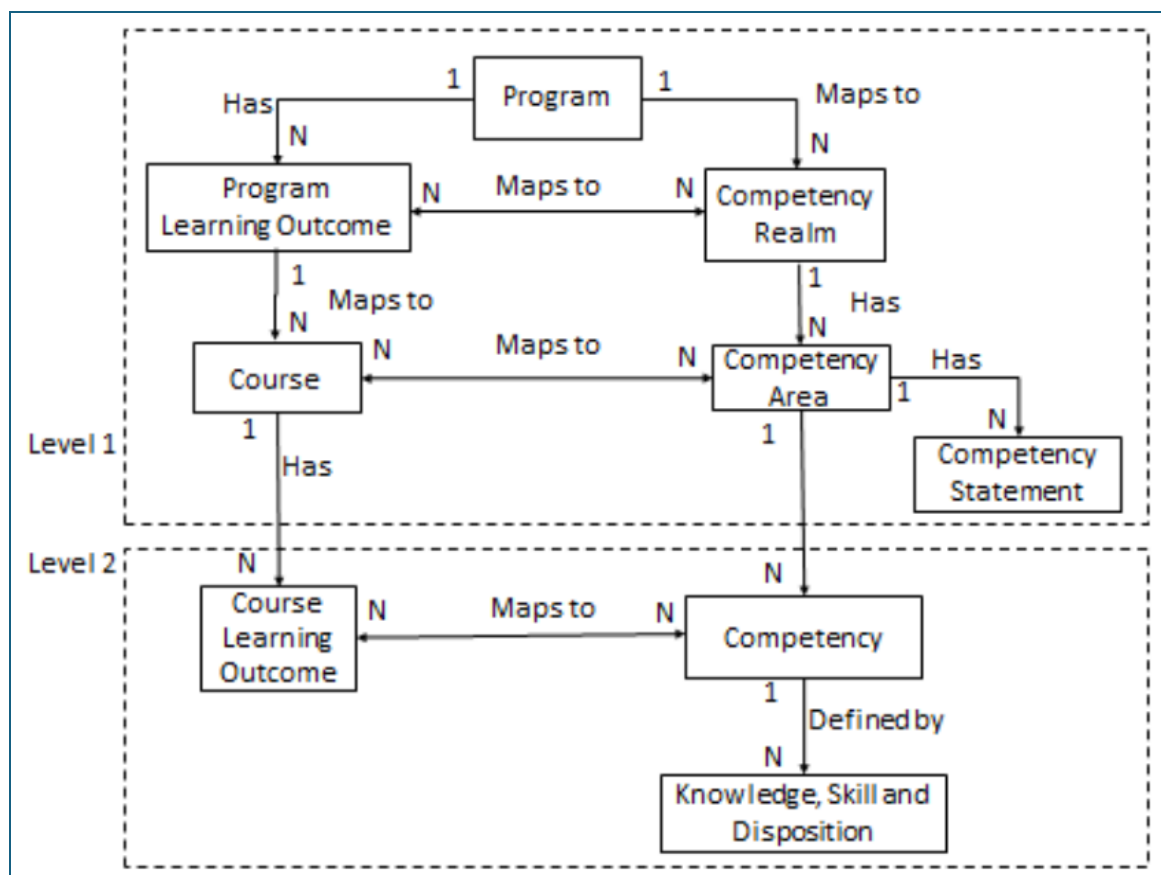 1
Program
1
Has
Maps to
N
N
Program
Learning Outcome
N
Maps to
N
Competency
Realm
1
Maps to
N
1
Has
N
Course
N
Maps to
N
Competency
Area
Has
1
N
1
1
Level 1
Has
Competency
Statement
Level 2
N
N
Course
Learning
Outcome
N
Maps to
N
Competency
1
Defined by
N
Knowledge, Skill and
Disposition